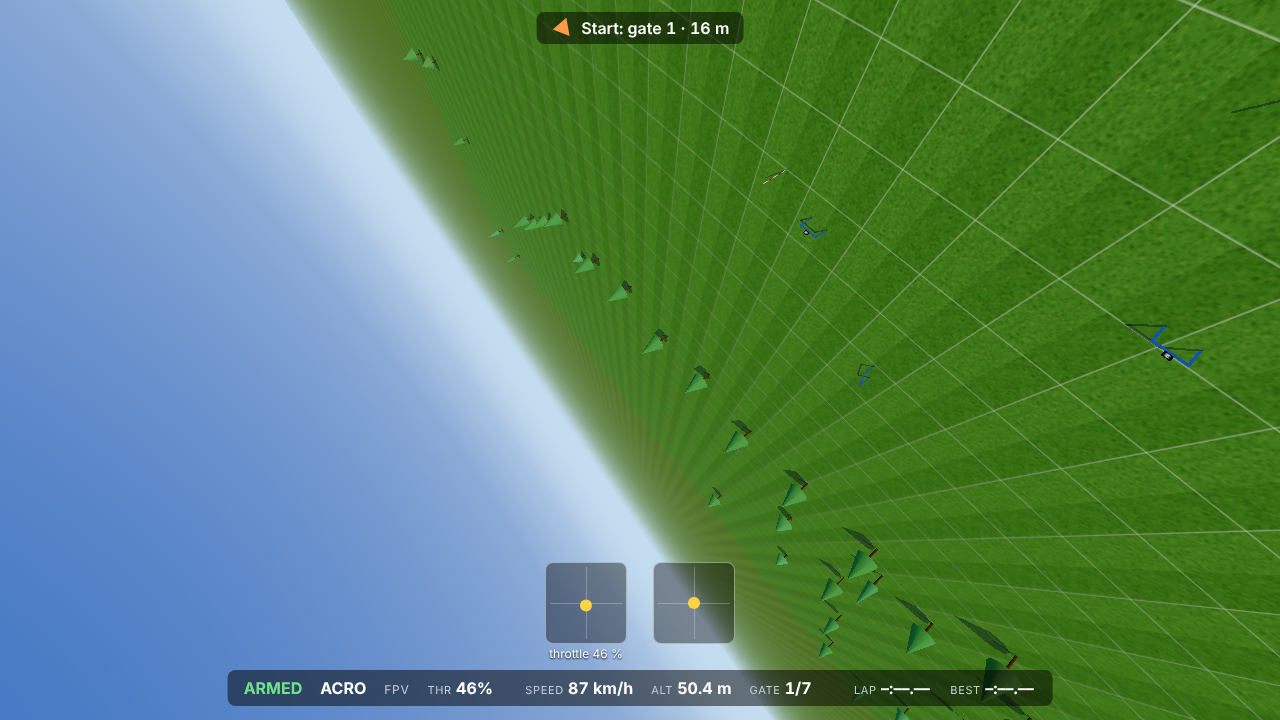 Start: gate 1 · 16 m
throttle 46 %
ARMED ACRO FPV THR 46% SPEED 87 km/h ALT 50.4 m GATE 1/7 LAP –:––.–– BEST –:––.––